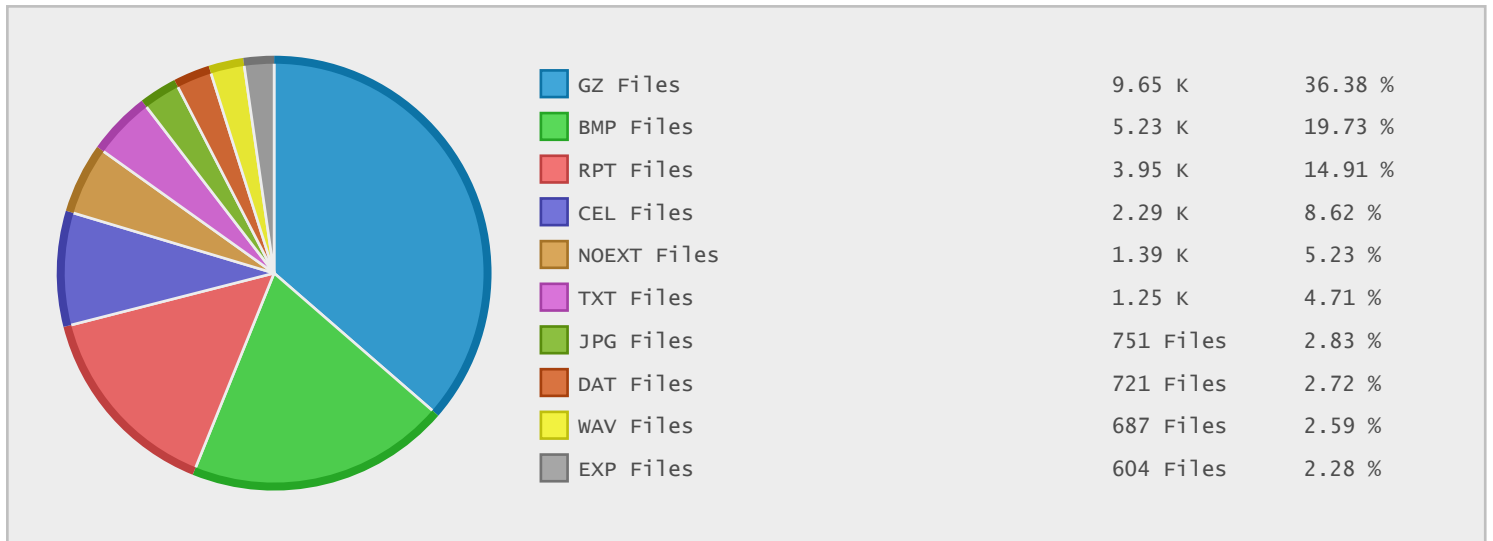 GZ Files 9.65 K 36.38 %
BMP Files 5.23 K 19.73 %
RPT Files 3.95 K 14.91 %
CEL Files 2.29 K 8.62 %
NOEXT Files 1.39 K 5.23 %
TXT Files 1.25 K 4.71 %
JPG Files 751 Files 2.83 %
DAT Files 721 Files 2.72 %
WAV Files 687 Files 2.59 %
EXP Files 604 Files 2.28 %